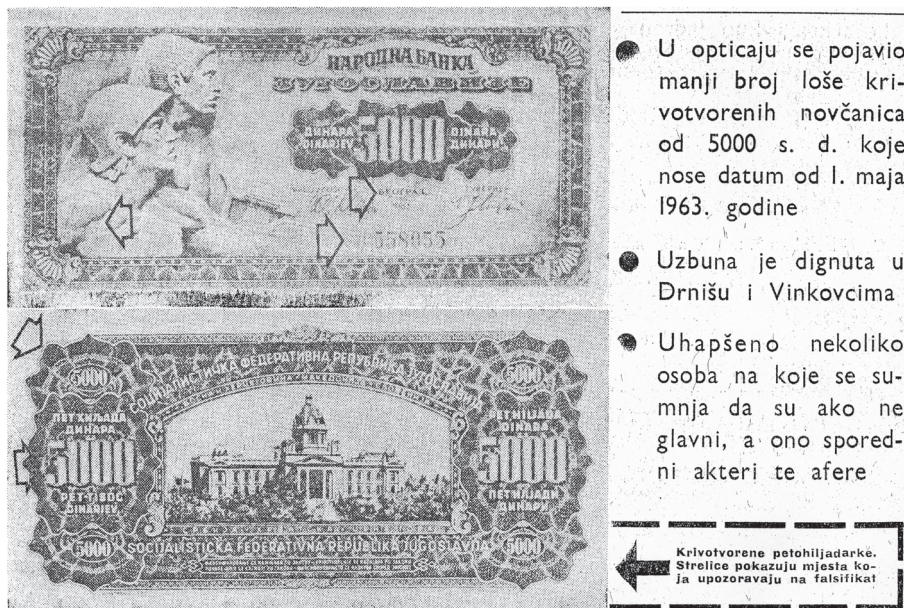 НАРОДНА БАНКА
ЈУГОСЛАВИЈЕ
ДИНАРА
DINARJEV
5000
DINARA
ДИНАРИ
БЕОГРАД
558055
СОЦИЈАЛИСТИЧКА ФЕДЕРАТИВНА РЕПУБЛИКА ЈУГОСЛАВИЈА
5000
5000
ПЕТ ХИЉАДА
ДИНАРА
5000
PET TISOČ
DINARJEV
PET HILJADA
DINARA
5000
ПЕТ ИЛЈАДИ
ДИНАРИ
5000
SOCIJALISTIČKA FEDERATIVNA REPUBLIKA JUGOSLAVIJA
5000
● U opticaju se pojavio
manji broj loše kri-
votvorenih novčanica
od 5000 s. d. koje
nose datum od 1. maja
1963. godine
● Uzbuna je dignuta u
Drnišu i Vinkovcima
● Uhapšeno nekoliko
osoba na koje se su-
mnja da su ako ne
glavni, a ono spored-
ni akteri te afere
Krivotvorene petohiljadarke.
Strelice pokazuju mjesta ko-
ja upozoravaju na falsifikat